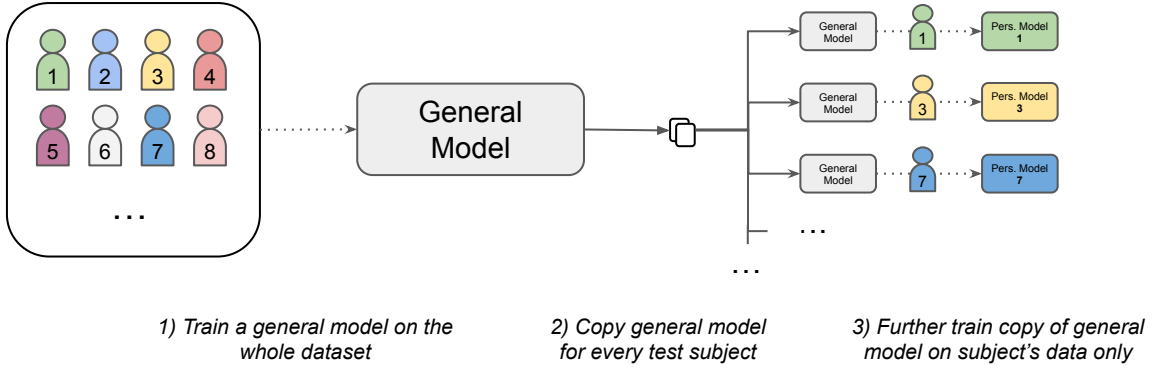 1 2 3 4
5 6 7 8
...
General
Model
General
Model
1
Pers. Model
1
General
Model
3
Pers. Model
3
General
Model
7
Pers. Model
7
...
...
1) Train a general model on the
whole dataset
2) Copy general model
for every test subject
3) Further train copy of general
model on subject's data only